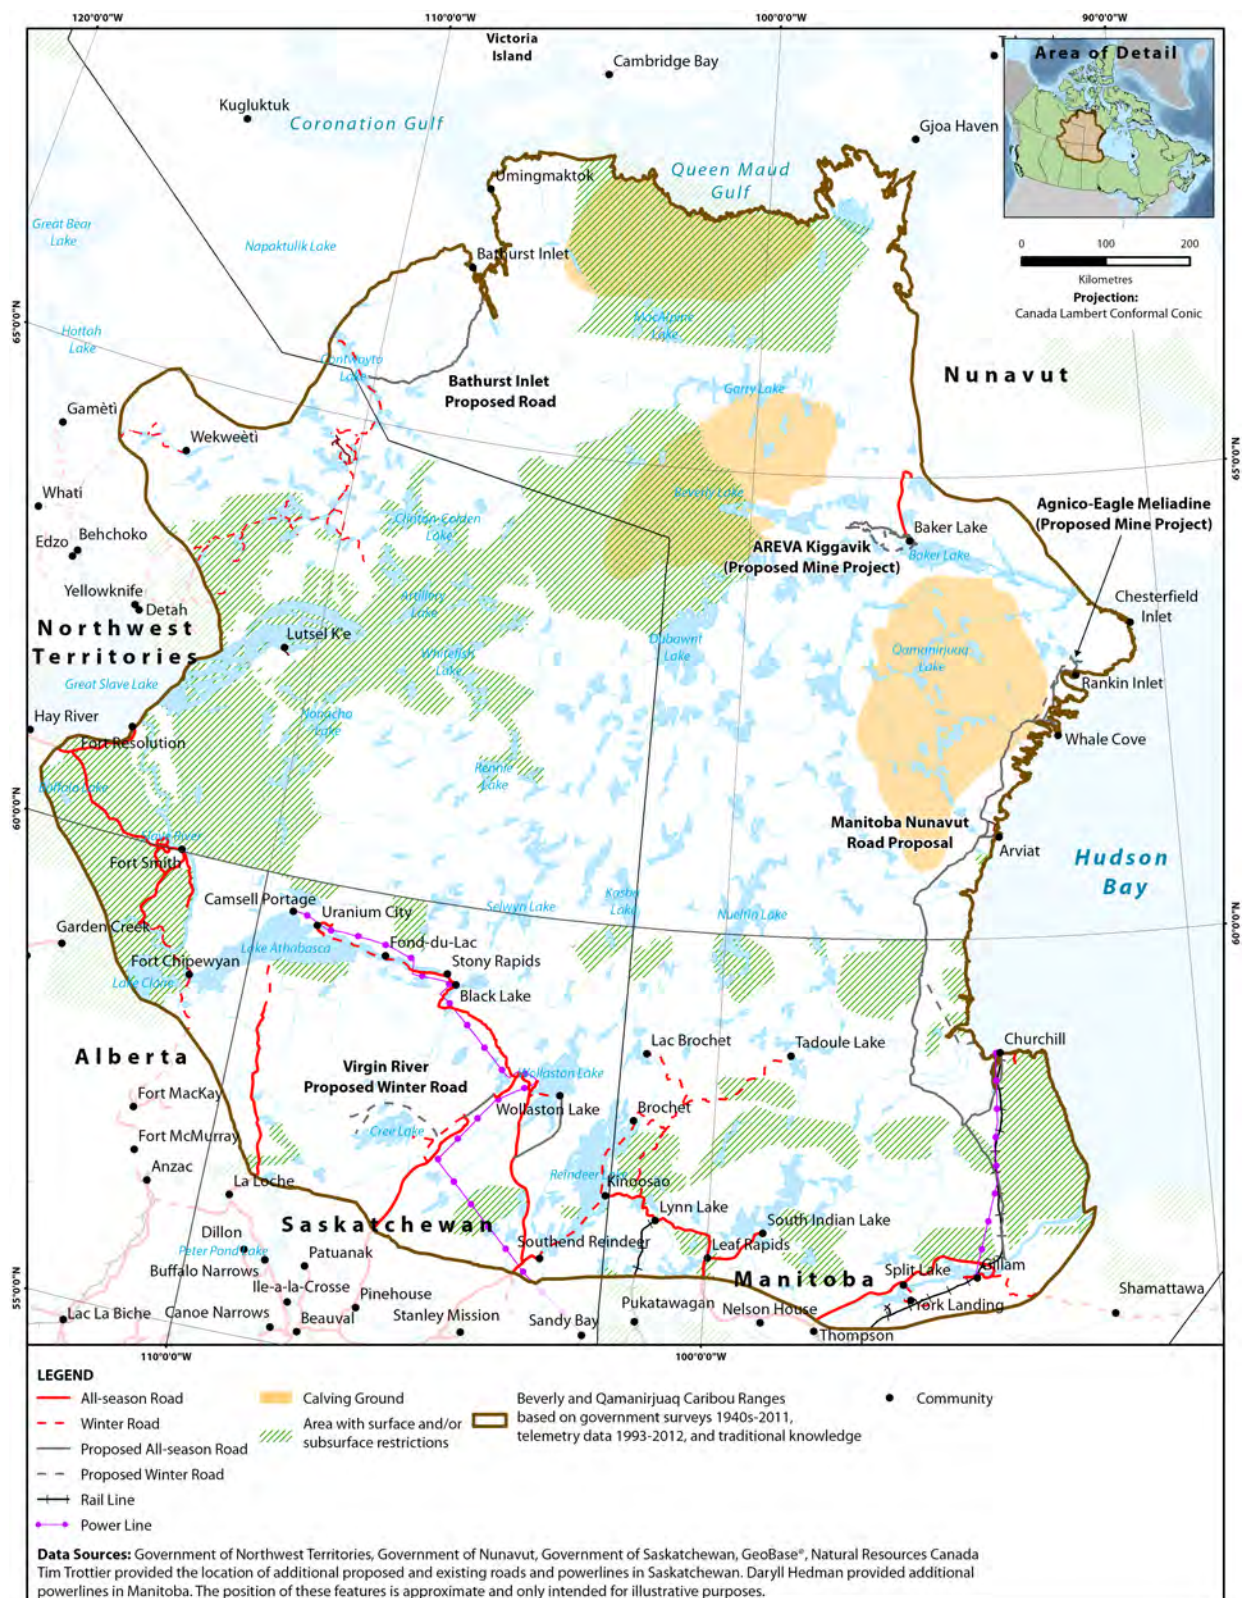 120°0'0"W
110°0'0"W
100°0'0"W
90°0'0"W
Victoria
Island
Cambridge Bay
T
Area of Detail
Kugluktuk
Coronation Gulf
Gjoa Haven
Queen Maud
Gulf
Umingmaktok
Great Bear
Lake
Napaktulik Lake
Bathurst Inlet
0
100
200
Kilometres
Projection:
Canada Lambert Conformal Conic
65°0'0"N
Hottah
Lake
MacAlpine
Lake
Contwoyto
Lake
Bathurst Inlet
Proposed Road
Garry Lake
Nunavut
Gamètì
Wekweètì
65°0'0"N
Whatì
Beverly Lake
Agnico-Eagle Meliadine
(Proposed Mine Project)
Clinton-Colden
Lake
Edzo
Behchoko
Baker Lake
AREVA Kiggavik
(Proposed Mine Project)
Baker Lake
Yellowknife
Detah
Artillery
Lake
Chesterfield
Inlet
Northwest
Territories
Lutsel K'e
Dubawnt
Lake
Qamanirjuaq
Lake
Whitefish
Lake
Great Slave Lake
Rankin Inlet
Hay River
Nonacho
Lake
Fort Resolution
Whale Cove
Rennie
Lake
Buffalo Lake
60°0'0"N
Manitoba Nunavut
Road Proposal
Slave River
Fort Smith
Arviat
Hudson
Bay
Camsell Portage
Uranium City
Selwyn Lake
Kasba
Lake
Nueltin Lake
60°0'0"N
Garden Creek
Lake Athabasca
Fond-du-Lac
Fort Chipewyan
Stony Rapids
Lake Claire
Black Lake
Alberta
Lac Brochet
Tadoule Lake
Churchill
Virgin River
Proposed Winter Road
Wollaston Lake
Fort MacKay
Wollaston Lake
Brochet
Cree Lake
Fort McMurray
Anzac
La Loche
Reindeer Lake
Kinoosao
Saskatchewan
Lynn Lake
Dillon
South Indian Lake
Peter Pond Lake
Patuanak
Southend Reindeer
Leaf Rapids
Buffalo Narrows
Manitoba
Split Lake
Gillam
55°0'0"N
55°0'0"N
Ile-a-la-Crosse
Pinehouse
York Landing
Shamattawa
Lac La Biche
Canoe Narrows
Beauval
Stanley Mission
Sandy Bay
Pukatawagan
Nelson House
Thompson
110°0'0"W
100°0'0"W
LEGEND
All-season Road
Winter Road
Proposed All-season Road
Proposed Winter Road
Rail Line
Power Line
Calving Ground
Area with surface and/or
subsurface restrictions
Beverly and Qamanirjuaq Caribou Ranges
based on government surveys 1940s-2011,
telemetry data 1993-2012, and traditional knowledge
Community
Data Sources: Government of Northwest Territories, Government of Nunavut, Government of Saskatchewan, GeoBase®, Natural Resources Canada
Tim Trottier provided the location of additional proposed and existing roads and powerlines in Saskatchewan. Daryll Hedman provided additional
powerlines in Manitoba. The position of these features is approximate and only intended for illustrative purposes.